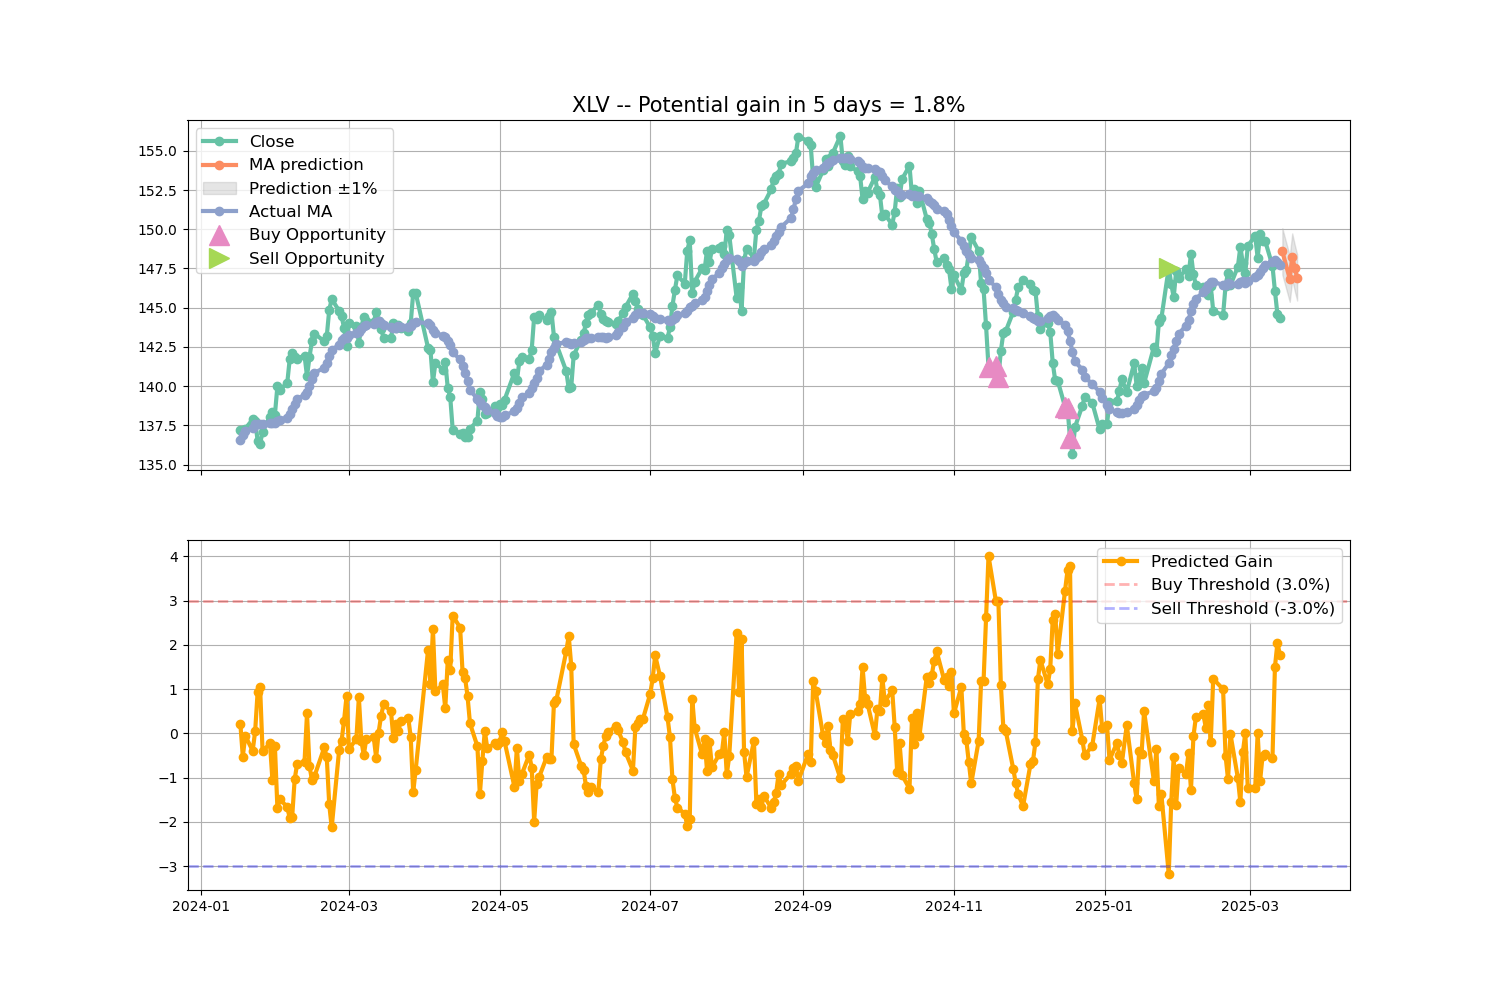 XLV -- Potential gain in 5 days = 1.8%
Close
MA prediction
Prediction ±1%
Actual MA
Buy Opportunity
Sell Opportunity
155.0
152.5
150.0
147.5
145.0
142.5
140.0
137.5
135.0
Predicted Gain
Buy Threshold (3.0%)
Sell Threshold (-3.0%)
4
3
2
1
0
−1
−2
−3
2024-01
2024-03
2024-05
2024-07
2024-09
2024-11
2025-01
2025-03